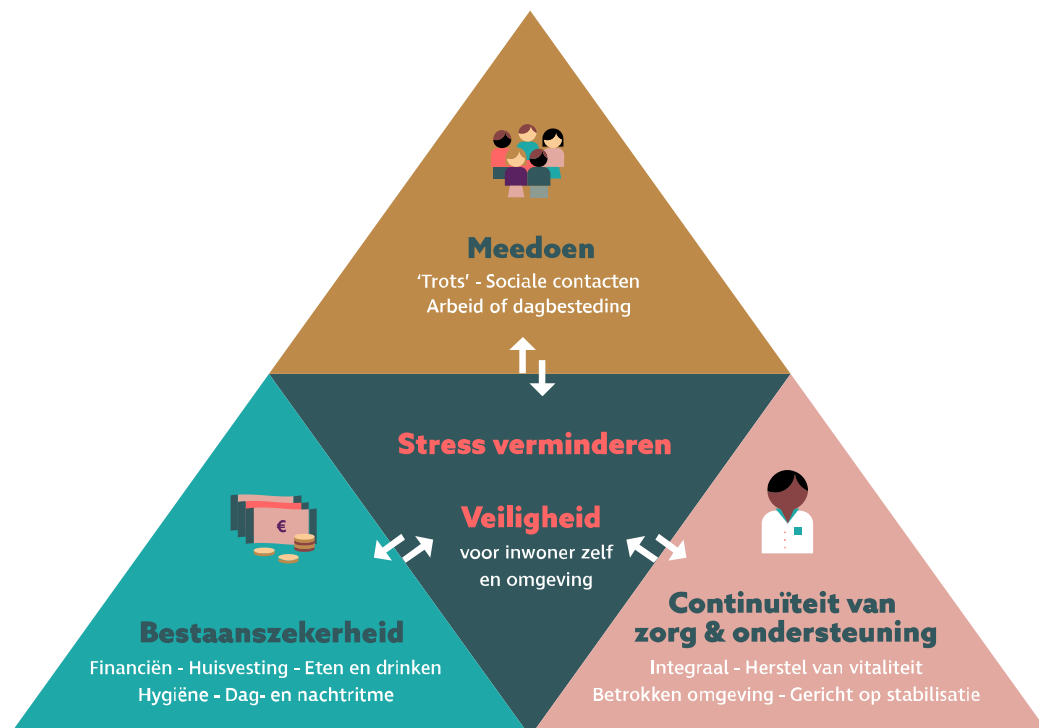 Meedoen
‘Trots’ - Sociale contacten
Arbeid of dagbesteding
Stress verminderen
Veiligheid
voor inwoner zelf
en omgeving
€
Bestaanszekerheid
Financiën - Huisvesting - Eten en drinken
Hygiëne - Dag- en nachtritme
Continuïteit van
zorg & ondersteuning
Integraal - Herstel van vitaliteit
Betrokken omgeving - Gericht op stabilisatie